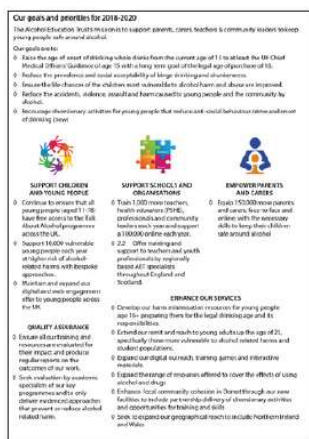 Our goals and priorities for 2018-2020
The Alcohol Education Trust mission is to support parents, carers, teachers & community leaders to keep
young people safe around alcohol.
Our goals are to:
Raise the age of onset of drinking whole drinks from the current age of to at least the UK Chief
Medical Officers' Guidance of age 15 with a long term goal of the legal age of purchase of 18.
Reduce the prevalence and social acceptability of binge drinking and drunkenness.
Ensure the life chances of the children most vulnerable to alcohol harm and abuse are improved.
Reduce the accidents, violence, assault and harm caused to young people and the community by
alcohol.
Encourage diversionary activities for young people that reduce anti-social behaviour crime and onset
of drinking
SUPPORT CHILDREN
AND YOUNG PEOPLE
Continue to ensure that all
young people aged 11-18
have free access to the Talk
About Alcohol programme
across the UK.
Support 10,000 vulnerable
young people each year
at higher risk of alcohol-
related harms with bespoke
approaches.
Maintain and expand our
digital and web engagement
offer to young people across
the UK.
QUALITY ASSURANCE
Ensure all our training and
resources are evaluated for
their impact and produce
regular reports on the
outcomes of our work.
Seek evaluation by academic
specialists of our key
programmes and/or only
deliver evidenced approaches
that prevent or reduce alcohol
related harm.
SUPPORT SCHOOLS AND
ORGANISATIONS
Train 1,000 more teachers,
health educators (PSHE),
professionals and community
leaders each year and support
a 100,000 online each year.
2.2 Offer training and
support to teachers and youth
professionals by regionally
based AET specialists
throughout England and
Scotland.
EMPOWER PARENTS
AND CARERS
Equip 150,000 more parents
and carers face to face and
online with the necessary
skills to keep their children
safe around alcohol
ENHANCE OUR SERVICES
Develop our harm minimisation resources for young people
age 16+ preparing them for the legal drinking age and its
responsibilities.
Extend our remit and reach to young adults up the age of 25,
specifically those more vulnerable to alcohol related harms and
student populations.
Expand our digital outreach, training games and interactive
materials.
Expand the range of resources offered to cover the effects of using
alcohol and drugs
Enhance local community cohesion in Dorset through our new
facilities to include partnership delivery of diversionary activities
and opportunities for training and skills
Seek to expand our geographical reach to include Northern Ireland
and Wales